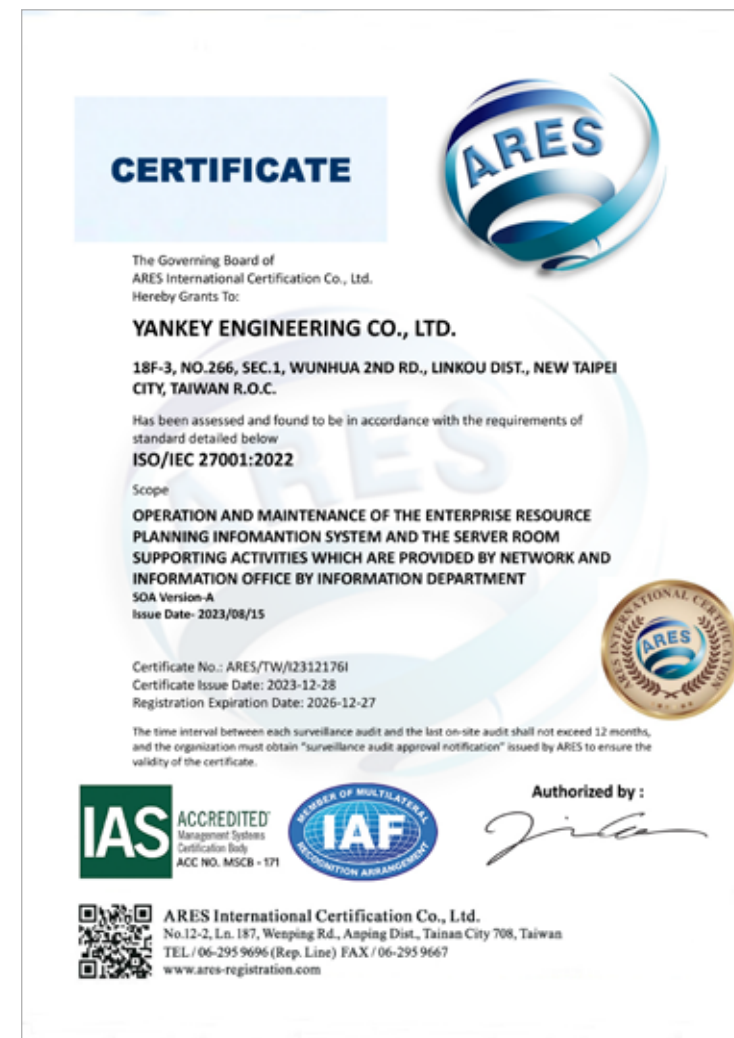 CERTIFICATE
ARES
The Governing Board of
ARES International Certification Co., Ltd.
Hereby Grants To:
YANKEY ENGINEERING CO., LTD.
18F-3, NO.266, SEC.1, WUNHUA 2ND RD., LINKOU DIST., NEW TAIPEI
CITY, TAIWAN R.O.C.
Has been assessed and found to be in accordance with the requirements of
standard detailed below
ISO/IEC 27001:2022
Scope
OPERATION AND MAINTENANCE OF THE ENTERPRISE RESOURCE
PLANNING INFOMANTION SYSTEM AND THE SERVER ROOM
SUPPORTING ACTIVITIES WHICH ARE PROVIDED BY NETWORK AND
INFORMATION OFFICE BY INFORMATION DEPARTMENT
SOA Version-A
Issue Date- 2023/08/15
ARES INTERNATIONAL CERTIFICATION
ARES
Certificate No.: ARES/TW/I2312176I
Certificate Issue Date: 2023-12-28
Registration Expiration Date: 2026-12-27
The time interval between each surveillance audit and the last on-site audit shall not exceed 12 months,
and the organization must obtain "surveillance audit approval notification" issued by ARES to ensure the
validity of the certificate.
IAS
ACCREDITED
Management Systems
Certification Body
ACC NO. MSCB - 171
MEMBER OF MULTILATERAL
IAF
RECOGNITION ARRANGEMENT
Authorized by :
ARES International Certification Co., Ltd.
No.12-2, Ln. 187, Wenping Rd., Anping Dist., Tainan City 708, Taiwan
TEL / 06-295 9696 (Rep. Line) FAX / 06-295 9667
www.ares-registration.com